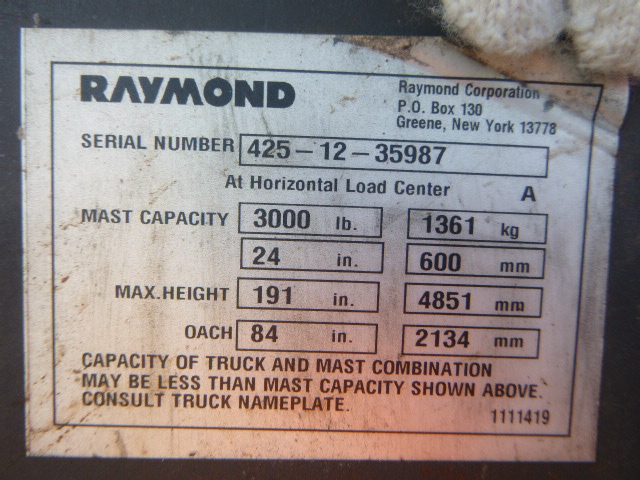 RAYMOND
Raymond Corporation
P.O. Box 130
Greene, New York 13778
SERIAL NUMBER 425-12-35987
At Horizontal Load Center A
MAST CAPACITY 3000 lb. 1361 kg
24 in. 600 mm
MAX.HEIGHT 191 in. 4851 mm
OACH 84 in. 2134 mm
CAPACITY OF TRUCK AND MAST COMBINATION
MAY BE LESS THAN MAST CAPACITY SHOWN ABOVE.
CONSULT TRUCK NAMEPLATE.
1111419